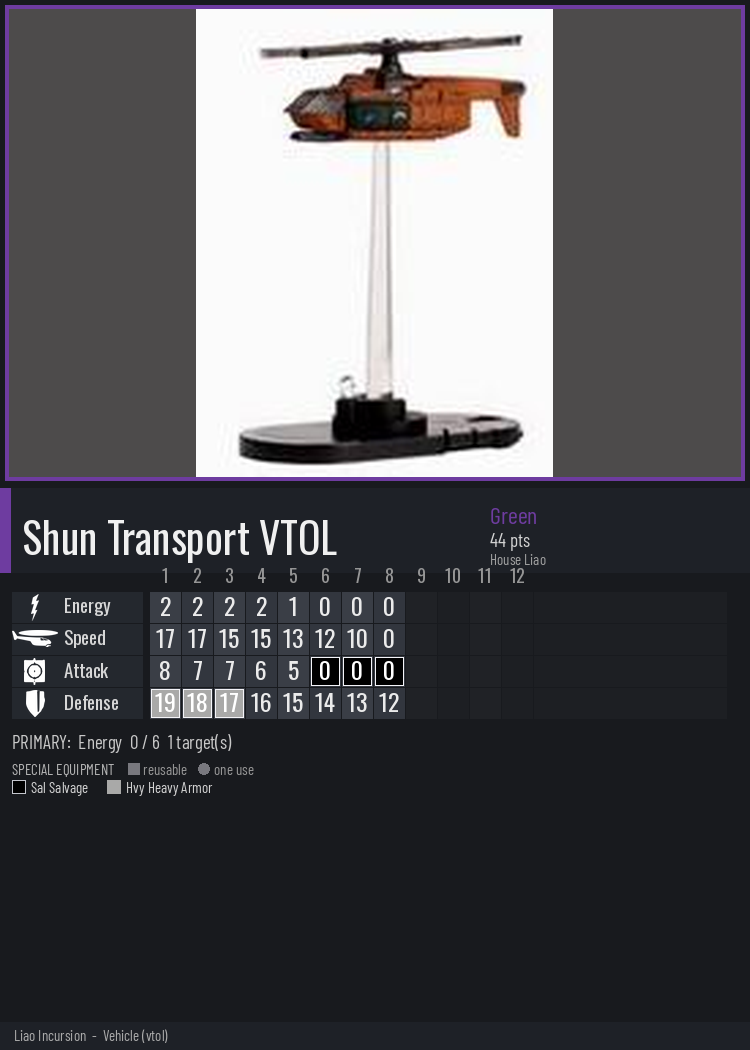 Shun Transport VTOL
Green
44 pts
House Liao
1 2 3 4 5 6 7 8 9 10 11 12
Energy 2 2 2 2 1 0 0 0
Speed 17 17 15 15 13 12 10 0
Attack 8 7 7 6 5 0 0 0
Defense 19 18 17 16 15 14 13 12
PRIMARY: Energy 0 / 6 1 target(s)
SPECIAL EQUIPMENT reusable one use
Sal Salvage Hvy Heavy Armor
Liao Incursion - Vehicle (vtol)